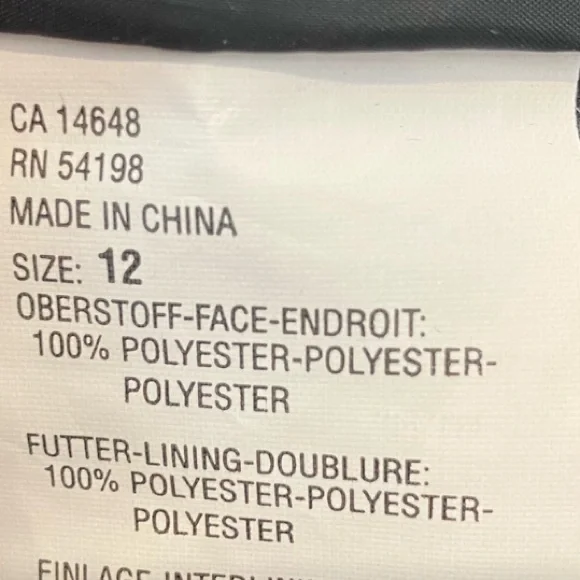 CA 14648
RN 54198
MADE IN CHINA
SIZE: 12
OBERSTOFF-FACE-ENDROIT:
100% POLYESTER-POLYESTER-
POLYESTER
FUTTER-LINING-DOUBLURE:
100% POLYESTER-POLYESTER-
POLYESTER